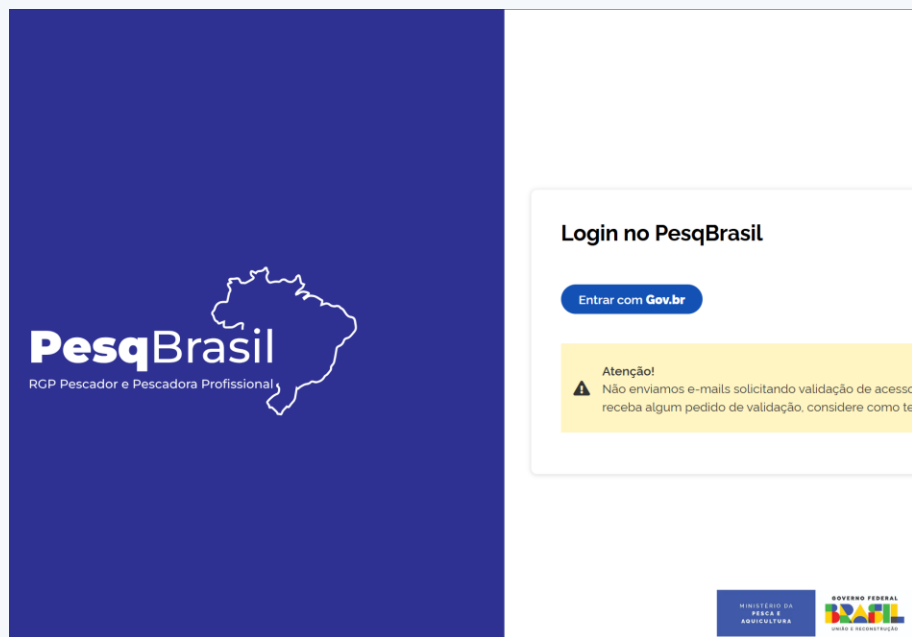 PesqBrasil
RGP Pescador e Pescadora Profissional
Login no PesqBrasil
Entrar com Gov.br
Atenção!
Não enviamos e-mails solicitando validação de acesso
receba algum pedido de validação, considere como te
MINISTÉRIO DA
PESCA E
AQUICULTURA
GOVERNO FEDERAL
BRASIL
UNIÃO E RECONSTRUÇÃO